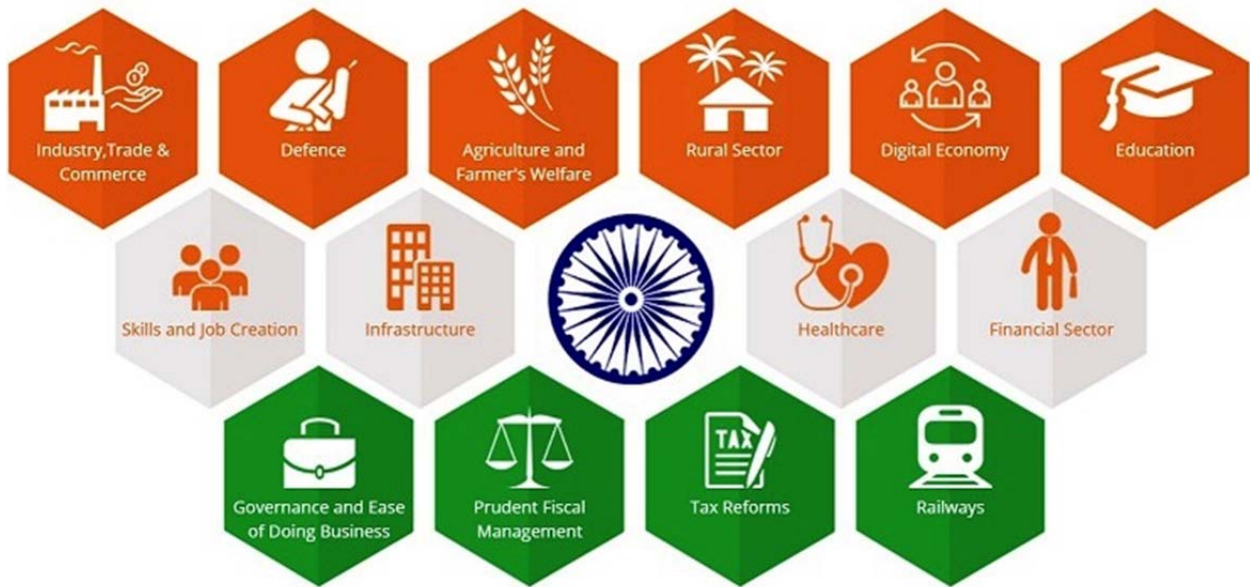 Industry,Trade &
Commerce
Defence
Agriculture and
Farmer's Welfare
Rural Sector
Digital Economy
Education
Skills and Job Creation
Infrastructure
Healthcare
Financial Sector
Governance and Ease
of Doing Business
Prudent Fiscal
Management
TAX
Tax Reforms
Railways